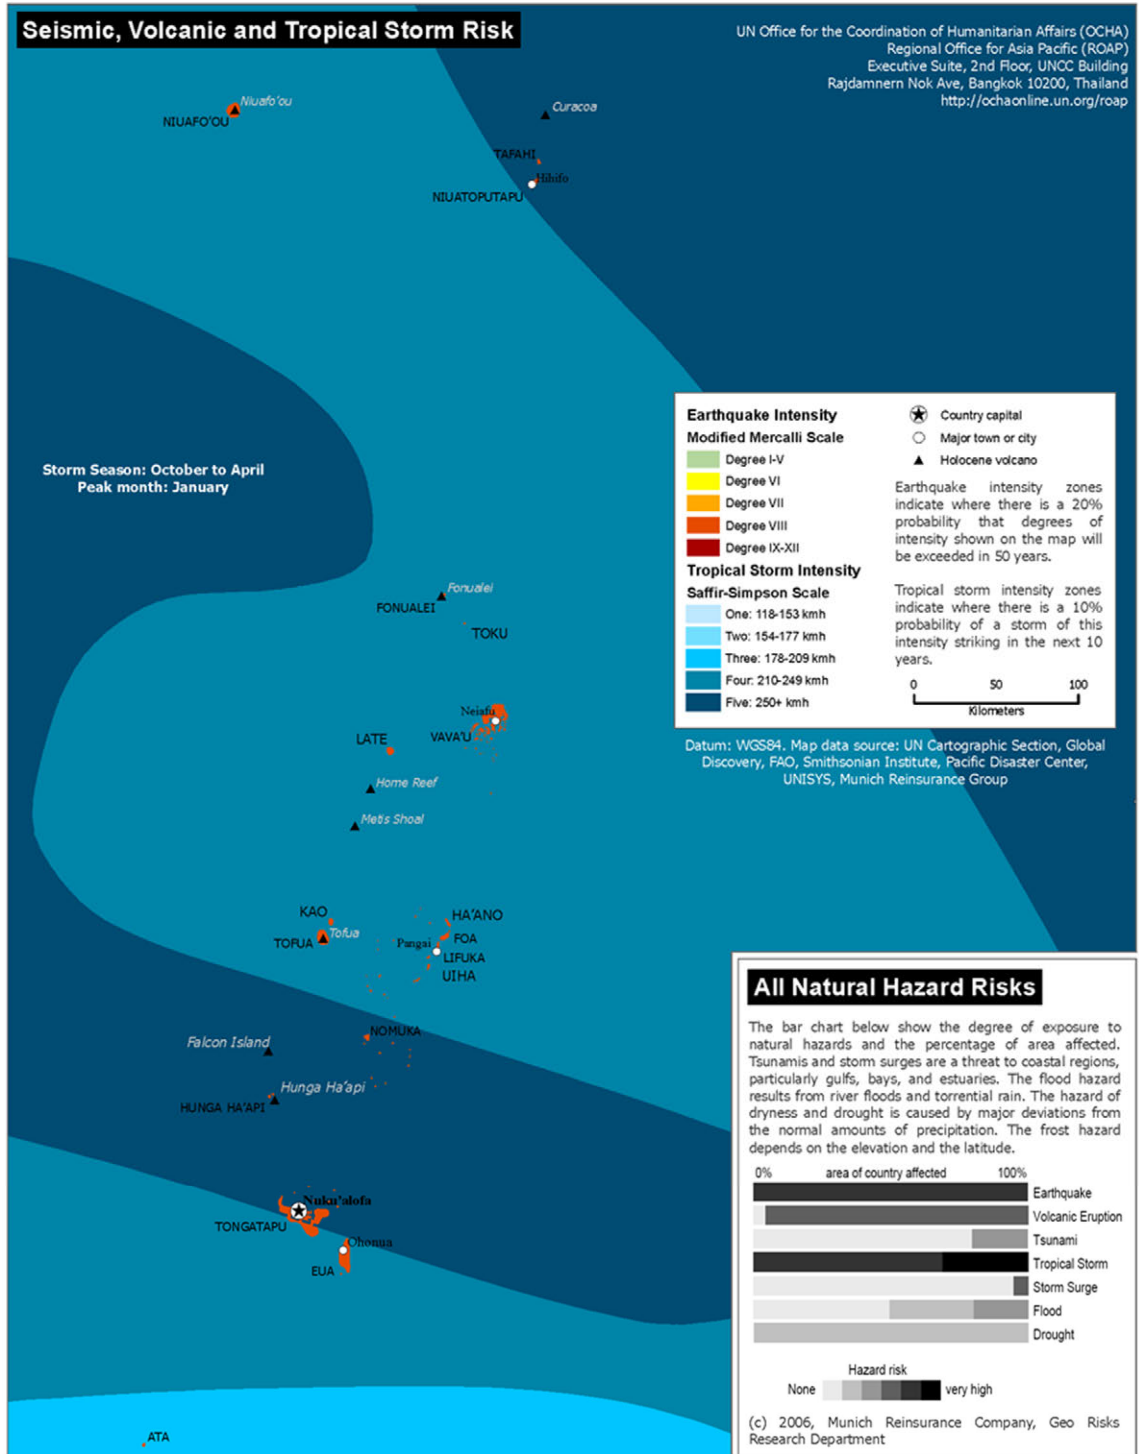 Seismic, Volcanic and Tropical Storm Risk
UN Office for the Coordination of Humanitarian Affairs (OCHA)
Regional Office for Asia Pacific (ROAP)
Executive Suite, 2nd Floor, UNCC Building
Rajdamnern Nok Ave, Bangkok 10200, Thailand
http://ochaonline.un.org/roap
Niuafo'ou
NIUAFO'OU
Curacoa
TAFAHI
Hihifo
NIUATOPUTAPU
Storm Season: October to April
Peak month: January
Earthquake Intensity
Modified Mercalli Scale
Degree I-V
Degree VI
Degree VII
Degree VIII
Degree IX-XII
Tropical Storm Intensity
Saffir-Simpson Scale
One: 118-153 kmh
Two: 154-177 kmh
Three: 178-209 kmh
Four: 210-249 kmh
Five: 250+ kmh
Country capital
Major town or city
Holocene volcano
Earthquake intensity zones
indicate where there is a 20%
probability that degrees of
intensity shown on the map will
be exceeded in 50 years.
Tropical storm intensity zones
indicate where there is a 10%
probability of a storm of this
intensity striking in the next 10
years.
0 50 100
Kilometers
Datum: WGS84. Map data source: UN Cartographic Section, Global
Discovery, FAO, Smithsonian Institute, Pacific Disaster Center,
UNISYS, Munich Reinsurance Group
Fonualei
FONUALEI
TOKU
Neiafu
VAVA'U
LATE
Home Reef
Metis Shoal
KAO
Tofua
TOFUA
HA'ANO
FOA
Pangai
LIFUKA
UIHA
NOMUKA
Falcon Island
Hunga Ha'api
HUNGA HA'API
Nuku'alofa
TONGATAPU
Ohonua
EUA
ATA
All Natural Hazard Risks
The bar chart below show the degree of exposure to
natural hazards and the percentage of area affected.
Tsunamis and storm surges are a threat to coastal regions,
particularly gulfs, bays, and estuaries. The flood hazard
results from river floods and torrential rain. The hazard of
dryness and drought is caused by major deviations from
the normal amounts of precipitation. The frost hazard
depends on the elevation and the latitude.
0% area of country affected 100%
Earthquake
Volcanic Eruption
Tsunami
Tropical Storm
Storm Surge
Flood
Drought
Hazard risk
None very high
(c) 2006, Munich Reinsurance Company, Geo Risks
Research Department